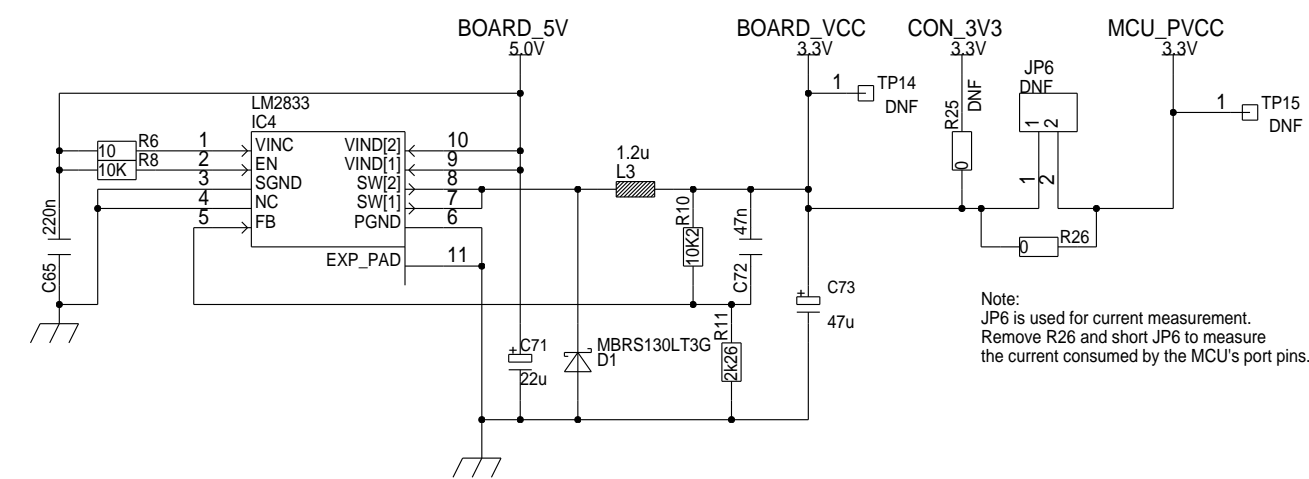 BOARD_5V
5.0V
BOARD_VCC
3.3V
CON_3V3
3.3V
MCU_PVCC
3.3V
JP6
DNF
1 TP14
DNF
1 TP15
DNF
R25
DNF
0
1 2
1 2
LM2833
IC4
R6
10
R8
10K
1 VINC
2 EN
3 SGND
4 NC
5 FB
VIND[2] 10
VIND[1] 9
SW[2] 8
SW[1] 7
PGND 6
EXP_PAD 11
220n
C65
1.2u
L3
R10
10K2
47n
C72
R26
0
+ C73
47u
+ C71
22u
MBRS130LT3G
D1
R11
2k26
Note:
JP6 is used for current measurement.
Remove R26 and short JP6 to measure
the current consumed by the MCU's port pins.